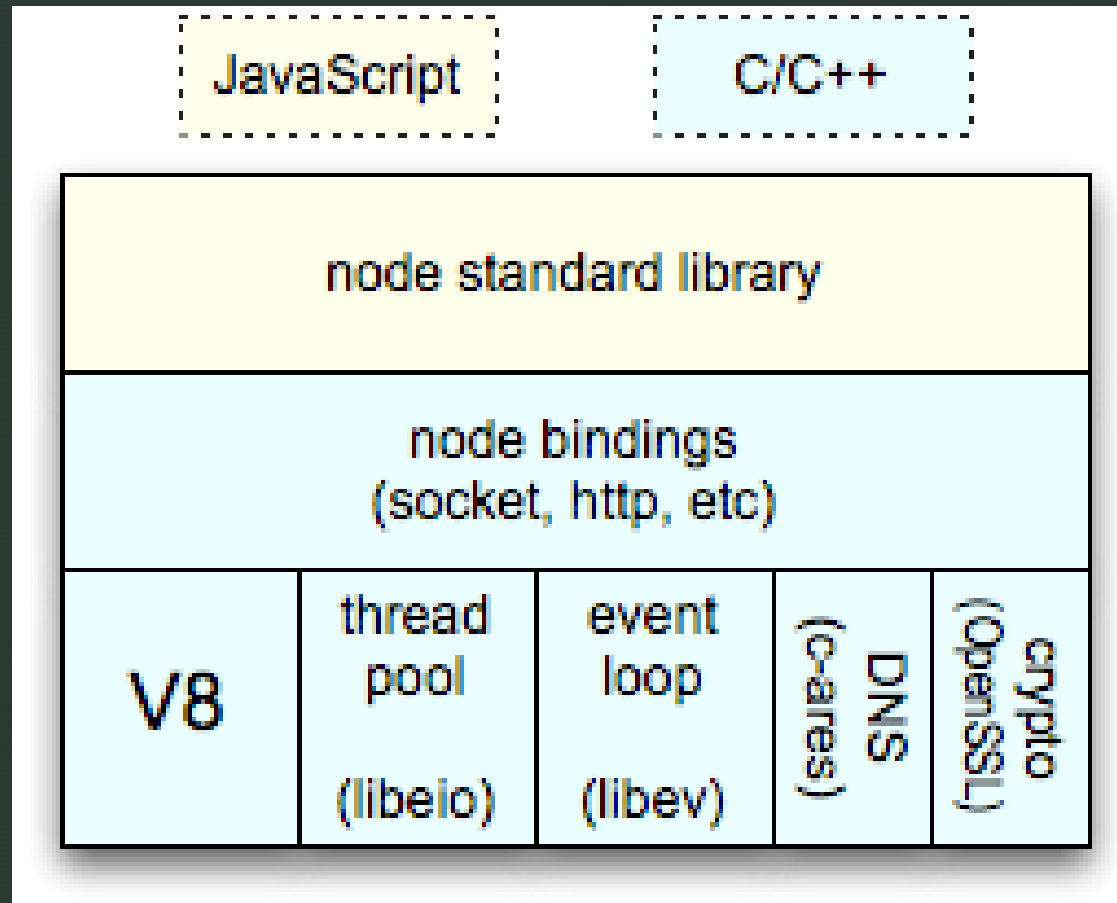 JavaScript
C/C++
node standard library
node bindings
(socket, http, etc)
V8
thread
pool
(libeio)
event
loop
(libev)
DNS
(c-ares)
crypto
(OpenSSL)